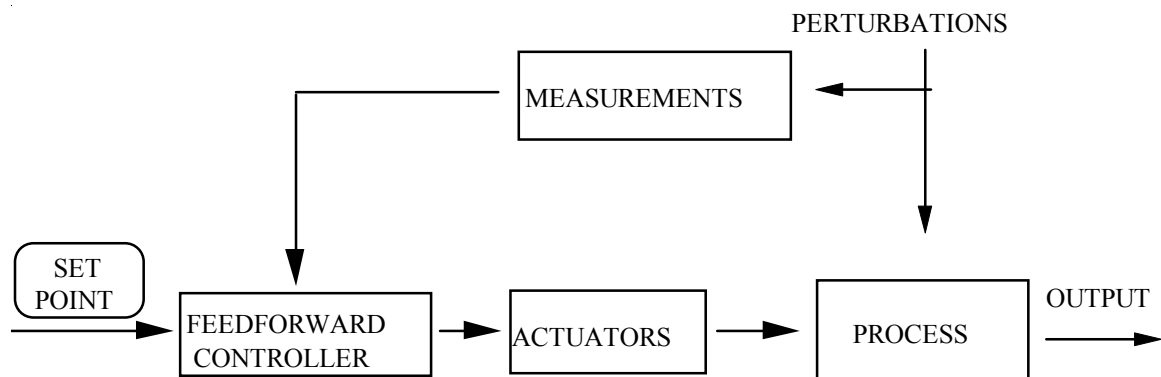 PERTURBATIONS
MEASUREMENTS
SET
POINT
FEEDFORWARD
CONTROLLER
ACTUATORS
PROCESS
OUTPUT